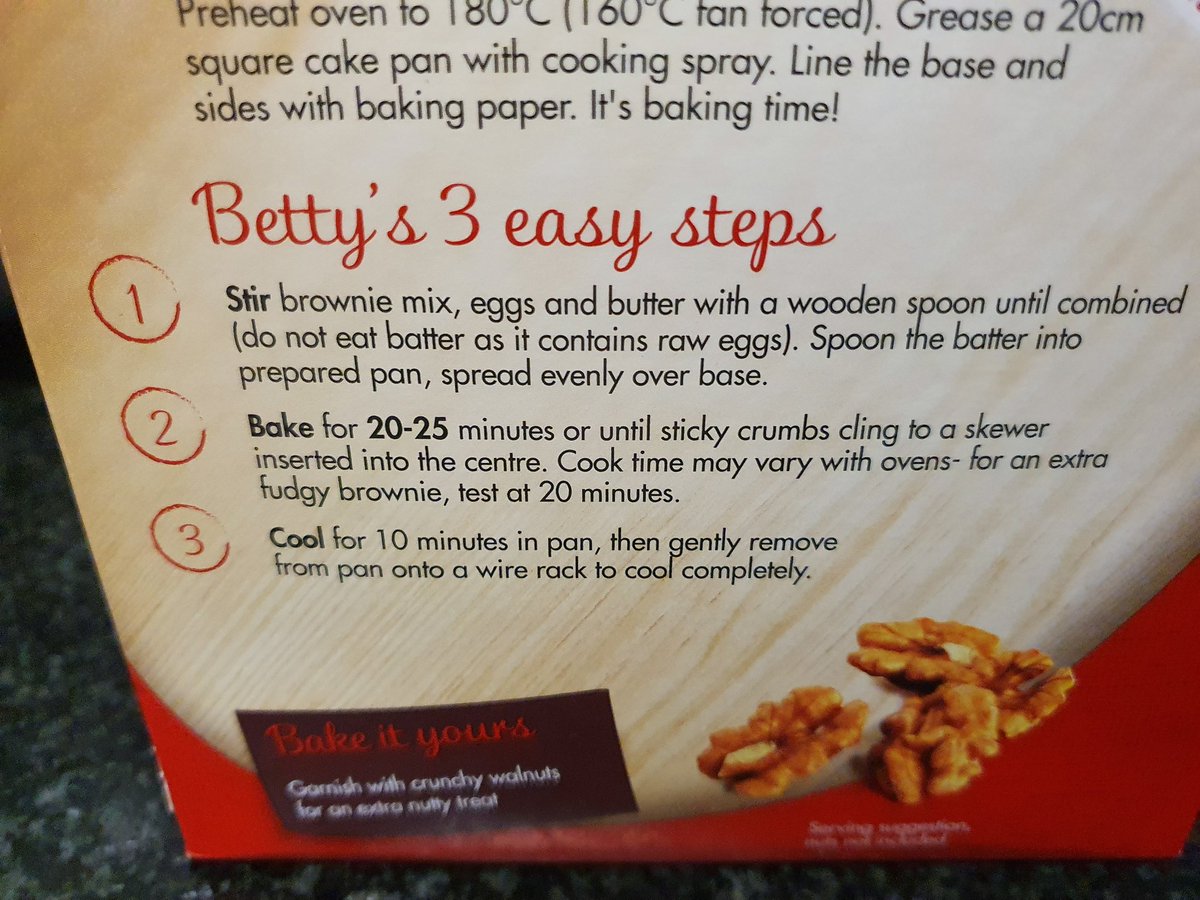 Preheat oven to 180°C (160°C fan forced). Grease a 20cm
square cake pan with cooking spray. Line the base and
sides with baking paper. It's baking time!
Betty's 3 easy steps
1
Stir brownie mix, eggs and butter with a wooden spoon until combined
(do not eat batter as it contains raw eggs). Spoon the batter into
prepared pan, spread evenly over base.
2
Bake for 20-25 minutes or until sticky crumbs cling to a skewer
inserted into the centre. Cook time may vary with ovens- for an extra
fudgy brownie, test at 20 minutes.
3
Cool for 10 minutes in pan, then gently remove
from pan onto a wire rack to cool completely.
Bake it yours
Garnish with crunchy walnuts
for an extra nutty treat
Serving suggestion,
nuts not included